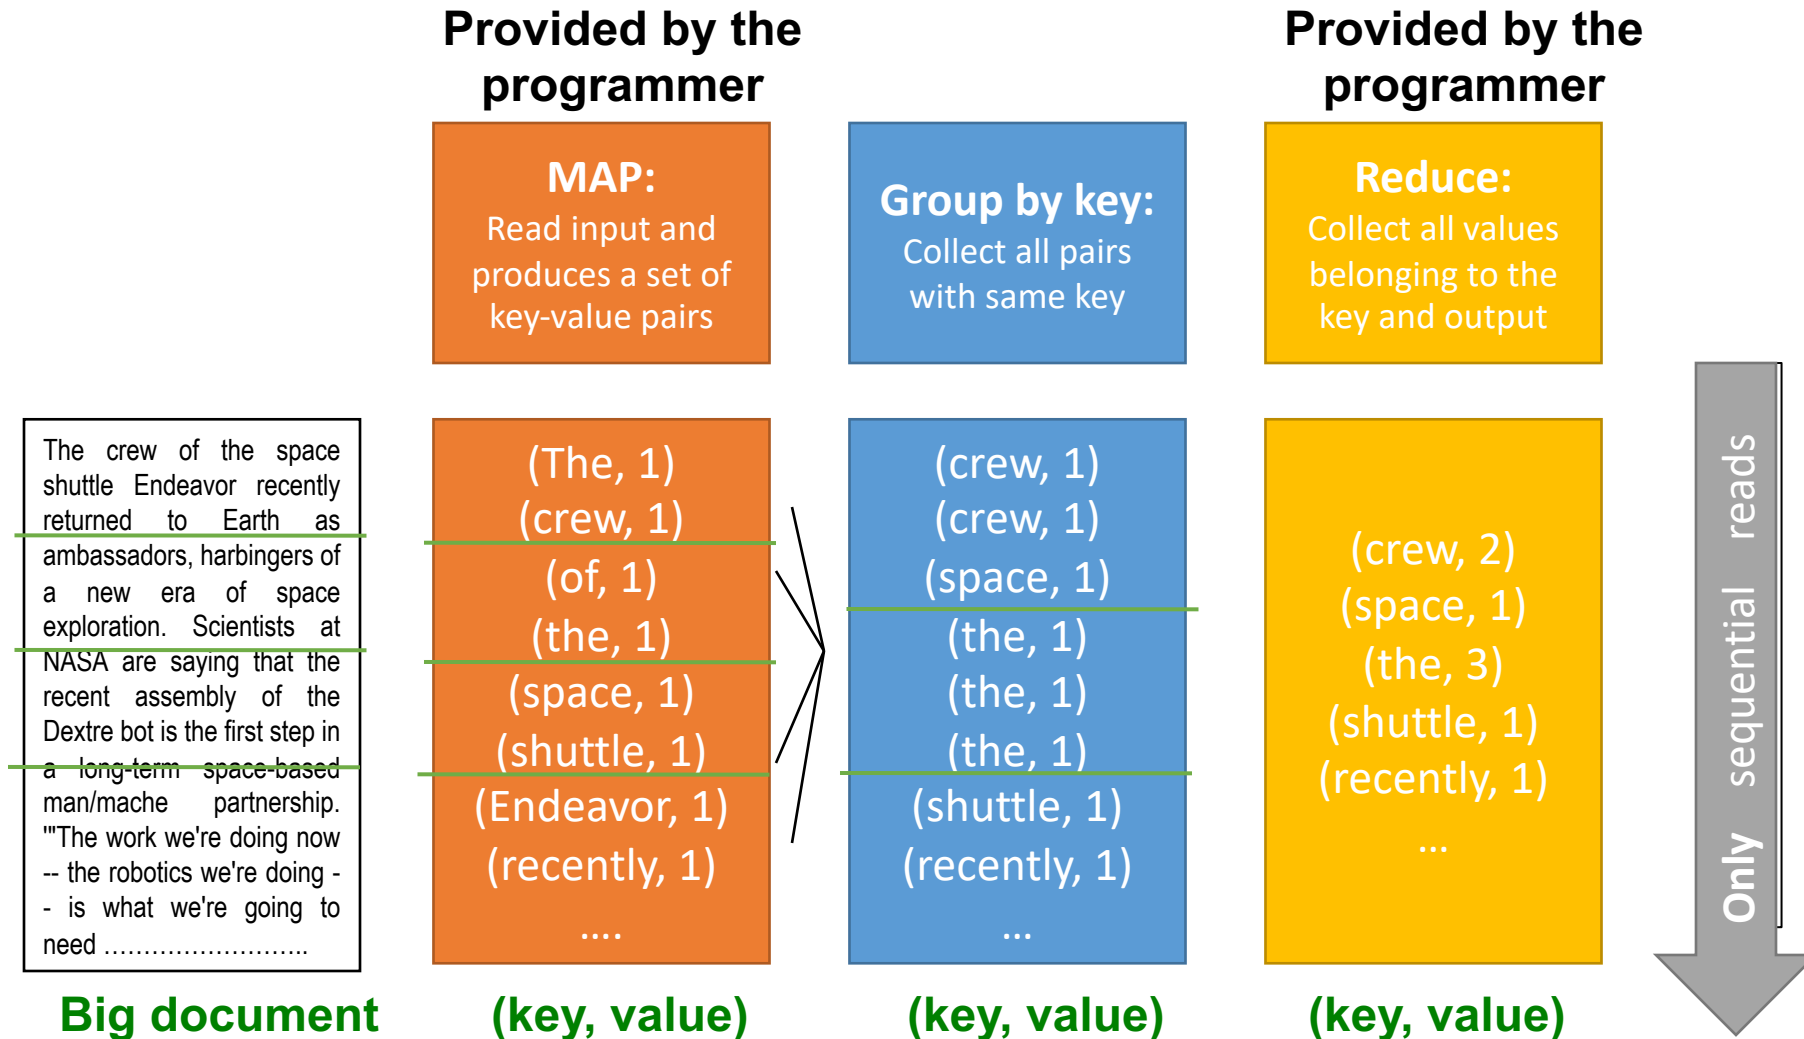 Provided by the
programmer
Provided by the
programmer
MAP:
Read input and
produces a set of
key-value pairs
Group by key:
Collect all pairs
with same key
Reduce:
Collect all values
belonging to the
key and output
The crew of the space
shuttle Endeavor recently
returned to Earth as
ambassadors, harbingers of
a new era of space
exploration. Scientists at
NASA are saying that the
recent assembly of the
Dextre bot is the first step in
a long-term space-based
man/mache partnership.
'"The work we're doing now
-- the robotics we're doing -
- is what we're going to
need ……………………..
(The, 1)
(crew, 1)
(of, 1)
(the, 1)
(space, 1)
(shuttle, 1)
(Endeavor, 1)
(recently, 1)
....
(crew, 1)
(crew, 1)
(space, 1)
(the, 1)
(the, 1)
(the, 1)
(shuttle, 1)
(recently, 1)
...
(crew, 2)
(space, 1)
(the, 3)
(shuttle, 1)
(recently, 1)
...
Only sequential reads
Big document
(key, value)
(key, value)
(key, value)